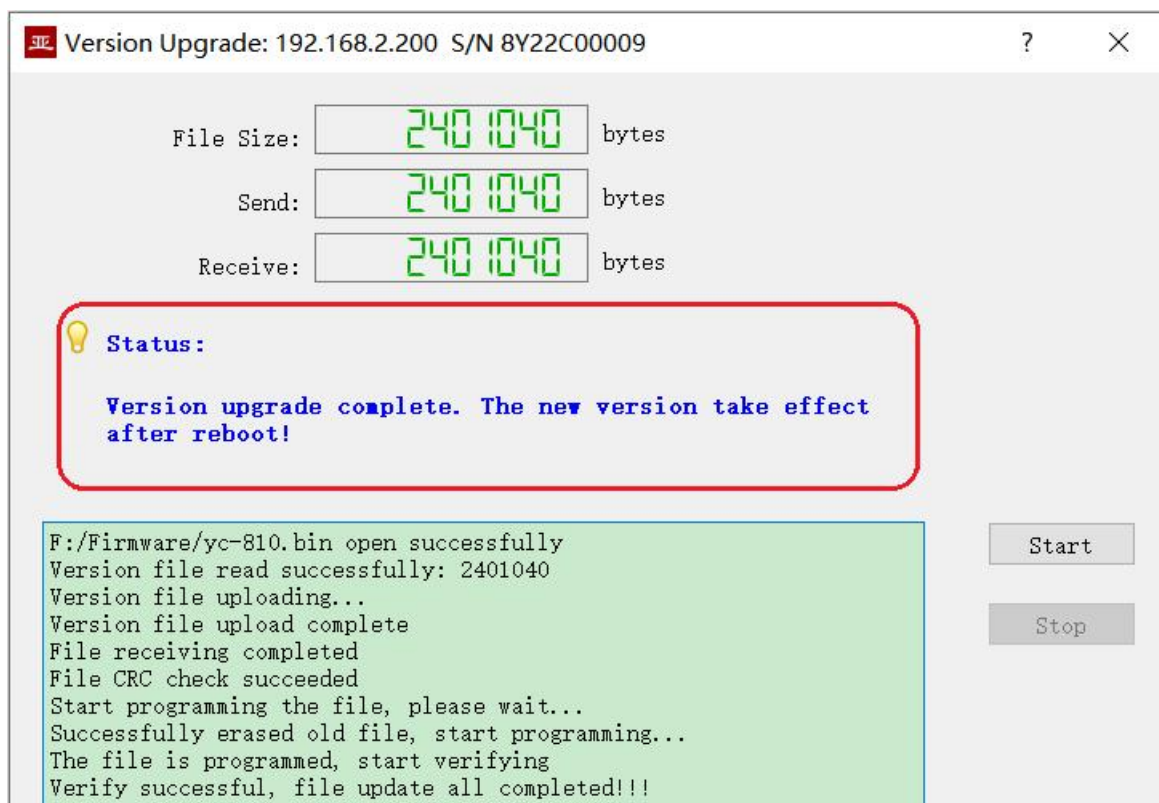 亚 Version Upgrade: 192.168.2.200 S/N 8Y22C00009 ?
File Size: 2401040 bytes
Send: 2401040 bytes
Receive: 2401040 bytes
Status:
Version upgrade complete. The new version take effect
after reboot!
F:/Firmware/yc-810.bin open successfully
Version file read successfully: 2401040
Version file uploading...
Version file upload complete
File receiving completed
File CRC check succeeded
Start programming the file, please wait...
Successfully erased old file, start programming...
The file is programmed, start verifying
Verify successful, file update all completed!!!
Start
Stop